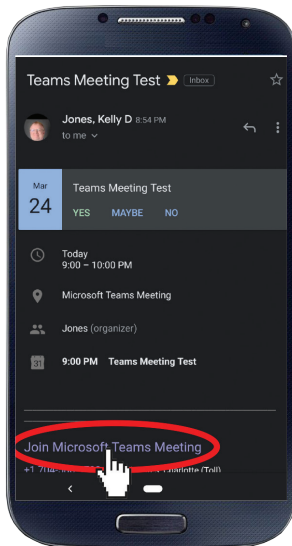 Teams Meeting Test Inbox
Jones, Kelly D 8:54 PM
to me
Mar
24
Teams Meeting Test
YES MAYBE NO
Today
9:00 – 10:00 PM
Microsoft Teams Meeting
Jones (organizer)
31
9:00 PM Teams Meeting Test
Join Microsoft Teams Meeting
+1 704- Charlotte (Toll)